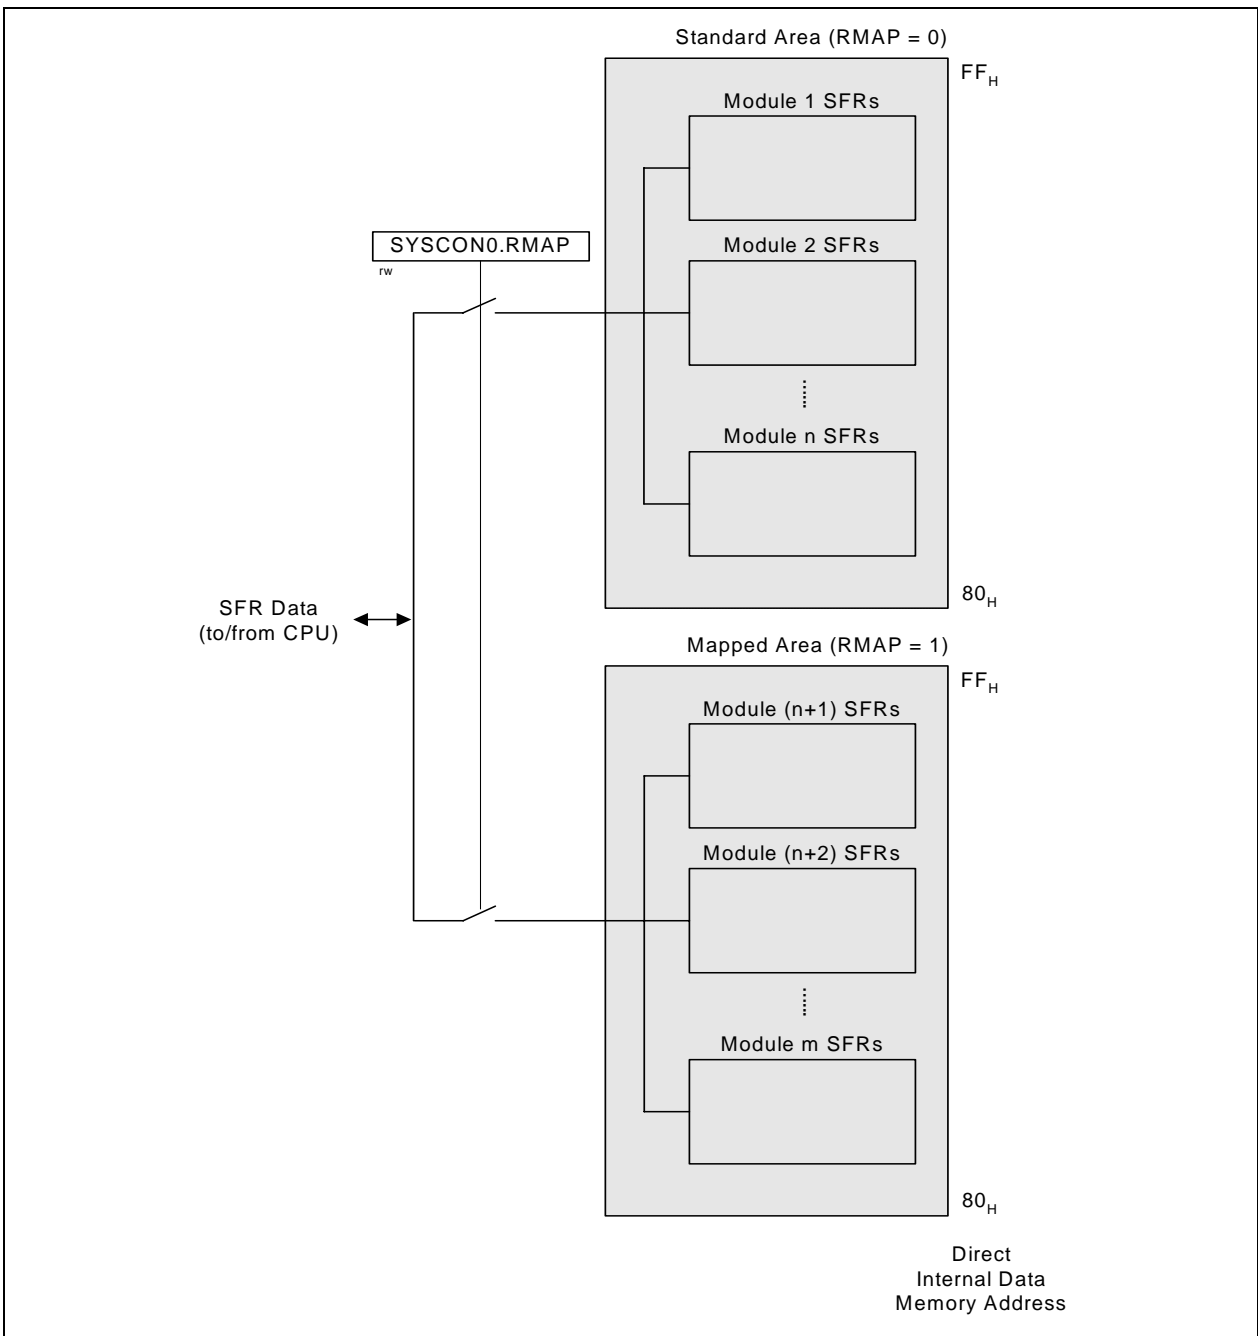 Standard Area (RMAP = 0)
FFH
Module 1 SFRs
SYSCON0.RMAP
rw
Module 2 SFRs
Module n SFRs
80H
SFR Data
(to/from CPU)
Mapped Area (RMAP = 1)
FFH
Module (n+1) SFRs
Module (n+2) SFRs
Module m SFRs
80H
Direct
Internal Data
Memory Address